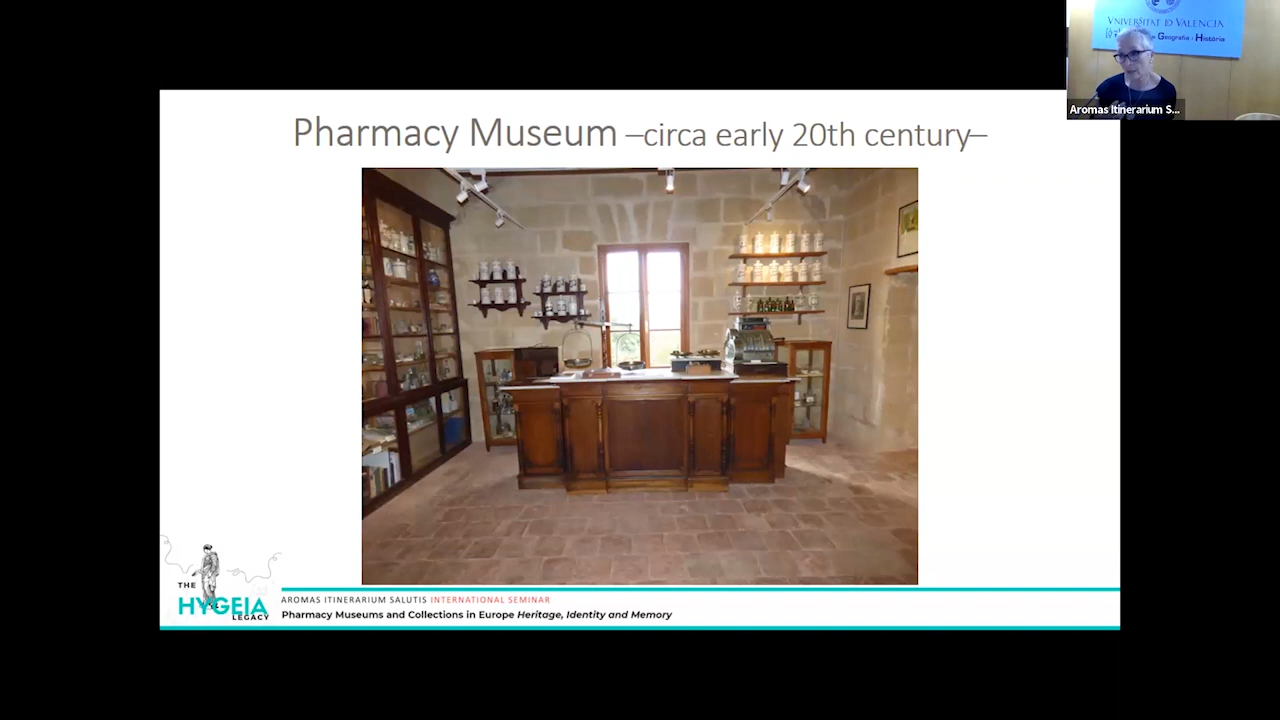 VNIVERSITAT ID VALENCIA
Geografia i Història
Aromas Itinerarium S...
Pharmacy Museum –circa early 20th century–
THE
HYGEIA
LEGACY
AROMAS ITINERARIUM SALUTIS INTERNATIONAL SEMINAR
Pharmacy Museums and Collections in Europe Heritage, Identity and Memory